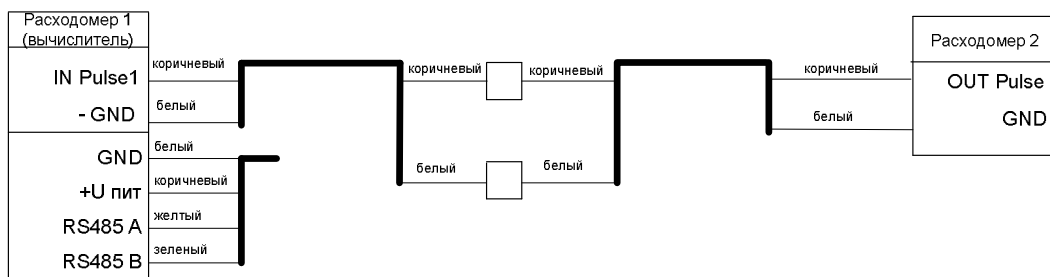 Расходомер 1
(вычислитель)
IN Pulse1
- GND
GND
+U пит
RS485 A
RS485 B
коричневый
белый
белый
коричневый
желтый
зеленый
коричневый
коричневый
белый
белый
коричневый
белый
Расходомер 2
OUT Pulse
GND